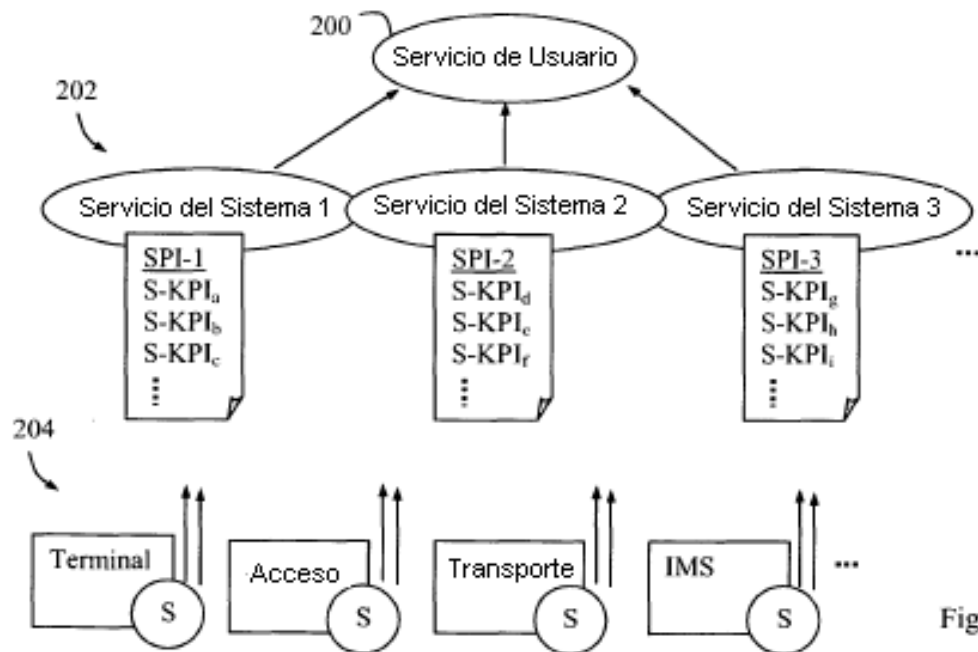 200
Servicio de Usuario
202
Servicio del Sistema 1
Servicio del Sistema 2
Servicio del Sistema 3
SPI-1
S-KPIa
S-KPIb
S-KPIc
SPI-2
S-KPId
S-KPIe
S-KPIf
SPI-3
S-KPIg
S-KPIh
S-KPIi
...
204
Terminal
S
Acceso
S
Transporte
S
IMS
S
...
Fig